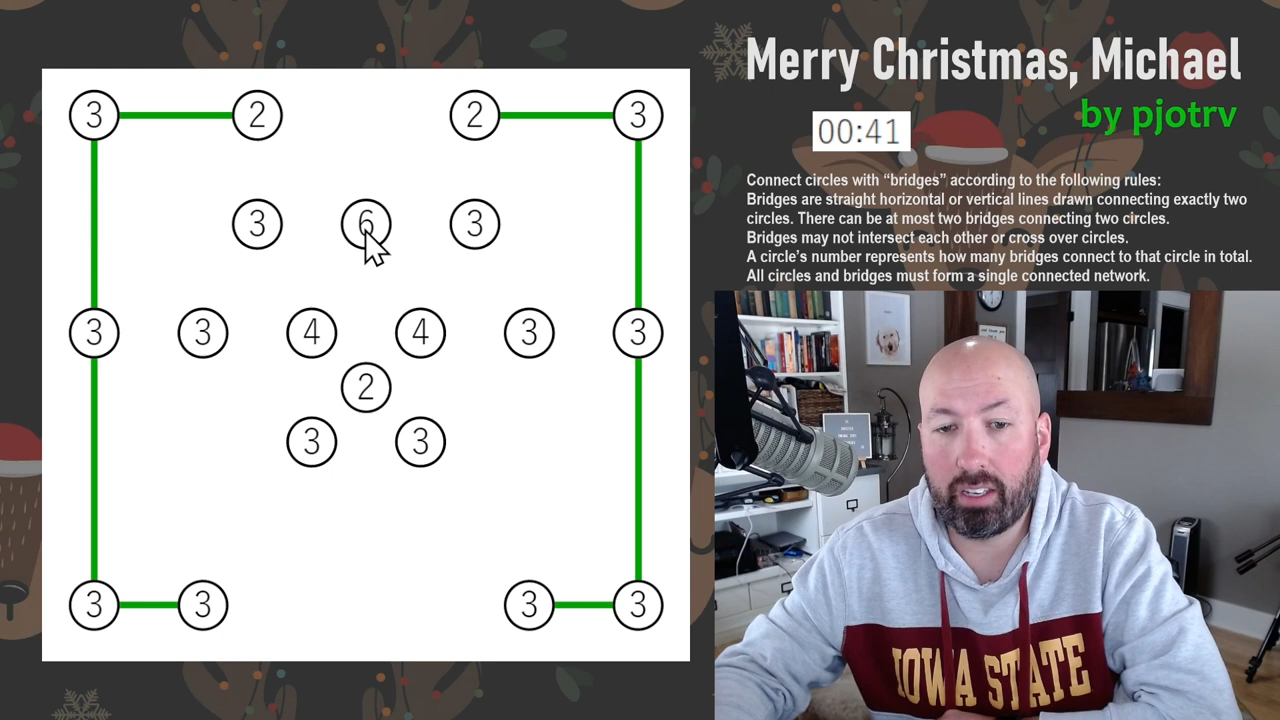 Merry Christmas, Michael
by pjotrv
00:41
Connect circles with “bridges” according to the following rules:
Bridges are straight horizontal or vertical lines drawn connecting exactly two
circles. There can be at most two bridges connecting two circles.
Bridges may not intersect each other or cross over circles.
A circle's number represents how many bridges connect to that circle in total.
All circles and bridges must form a single connected network.
3 2 2 3
3 6 3
3 3 4 4 3 3
2
3 3
3 3 3 3
IOWA STATE